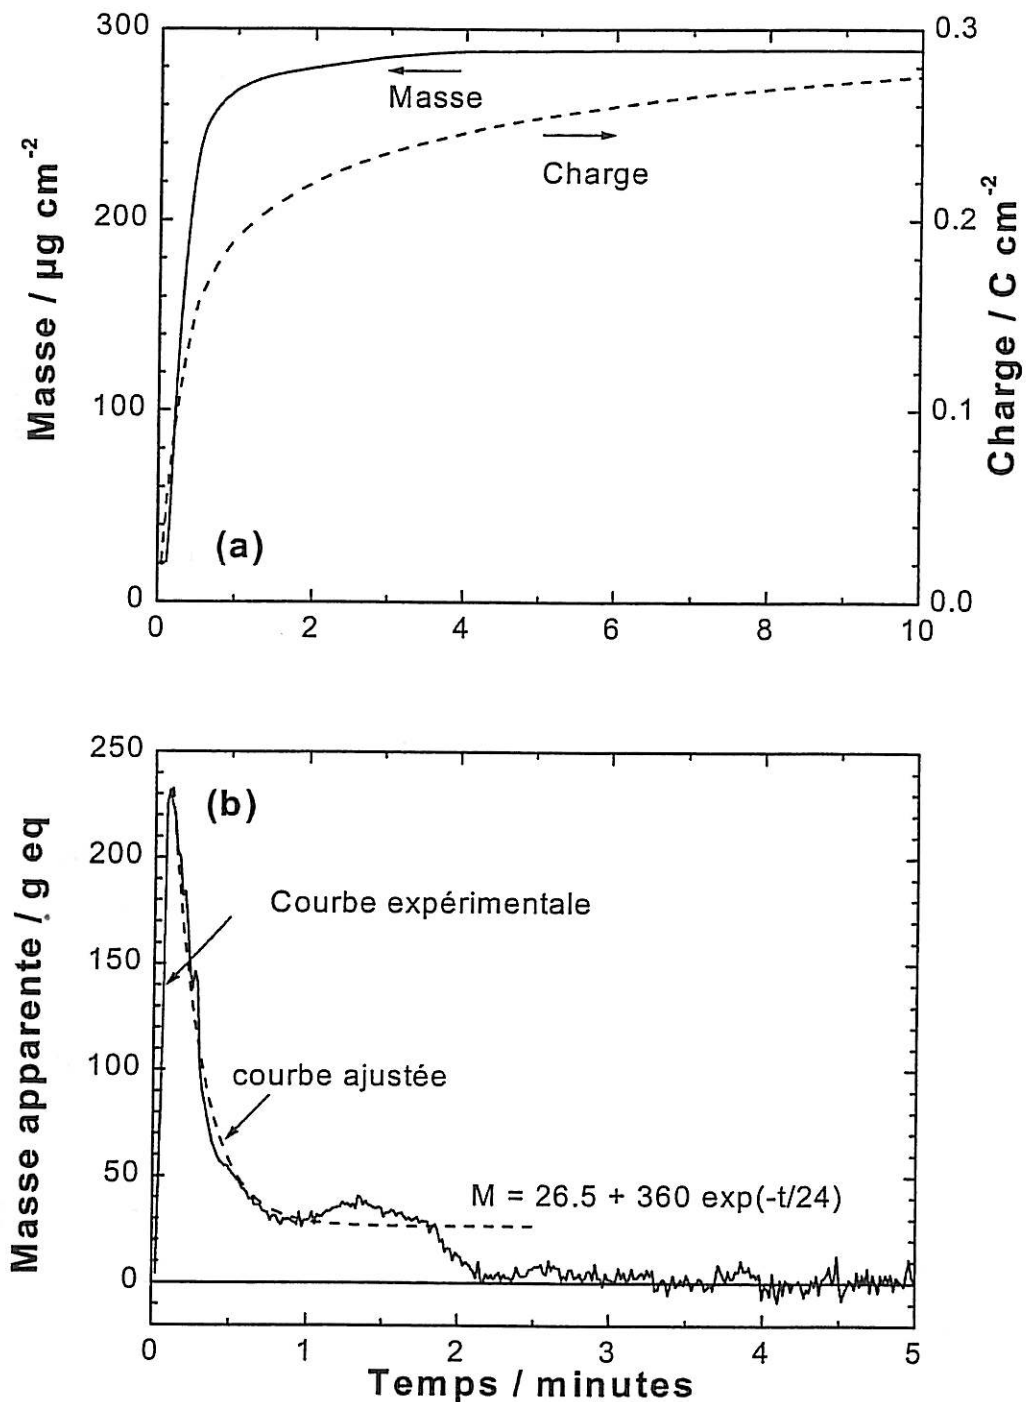 300
0.3
Masse
Charge
200
0.2
100
0.1
0
0.0
(a)
0
2
4
6
8
10
Masse / µg cm-2
Charge / C cm-2
250
(b)
200
Courbe expérimentale
150
100
courbe ajustée
50
M = 26.5 + 360 exp(-t/24)
0
0
1
2
3
4
5
Masse apparente / g eq
Temps / minutes